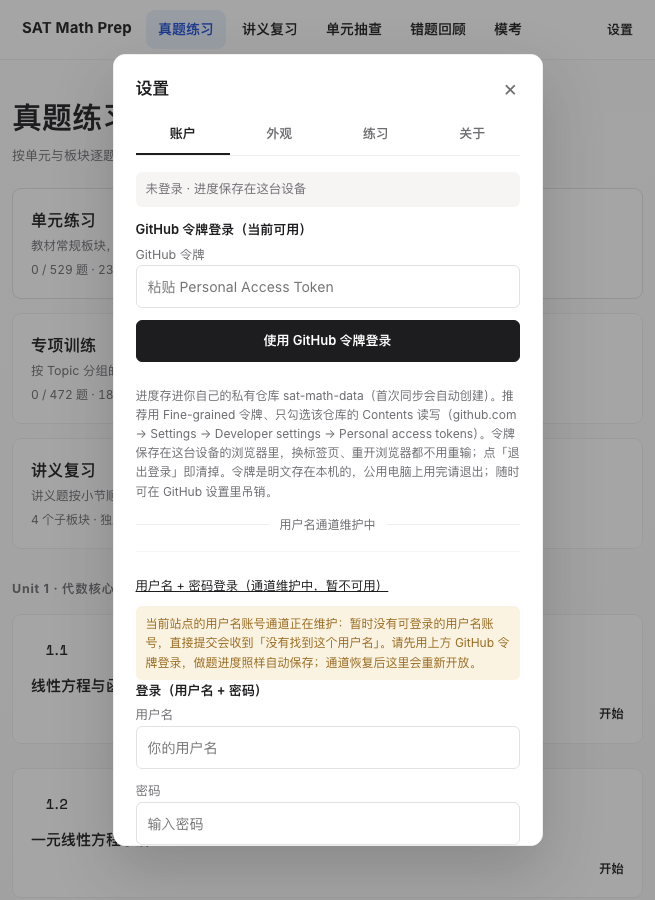 SAT Math Prep 真题练习 讲义复习 单元抽查 错题回顾 模考 设置
真题练习
按单元与板块逐题
单元练习
教材常规板块，
0 / 529 题 · 23
专项训练
按 Topic 分组的
0 / 472 题 · 18
讲义复习
讲义题按小节顺
4 个子板块 · 独
Unit 1 · 代数核心
1.1
线性方程与函
开始
1.2
一元线性方程
开始
设置
×
账户 外观 练习 关于
未登录 · 进度保存在这台设备
GitHub 令牌登录（当前可用）
GitHub 令牌
粘贴 Personal Access Token
使用 GitHub 令牌登录
进度存进你自己的私有仓库 sat-math-data（首次同步会自动创建）。推
荐用 Fine-grained 令牌、只勾选该仓库的 Contents 读写（github.com
→ Settings → Developer settings → Personal access tokens）。令牌
保存在这台设备的浏览器里，换标签页、重开浏览器都不用重输；点「退
出登录」即清掉。令牌是明文存在本机的，公用电脑上用完请退出；随时
可在 GitHub 设置里吊销。
用户名通道维护中
用户名 + 密码登录（通道维护中，暂不可用）
当前站点的用户名账号通道正在维护：暂时没有可登录的用户名账
号，直接提交会收到「没有找到这个用户名」。请先用上方 GitHub 令
牌登录，做题进度照样自动保存；通道恢复后这里会重新开放。
登录（用户名 + 密码）
用户名
你的用户名
密码
输入密码